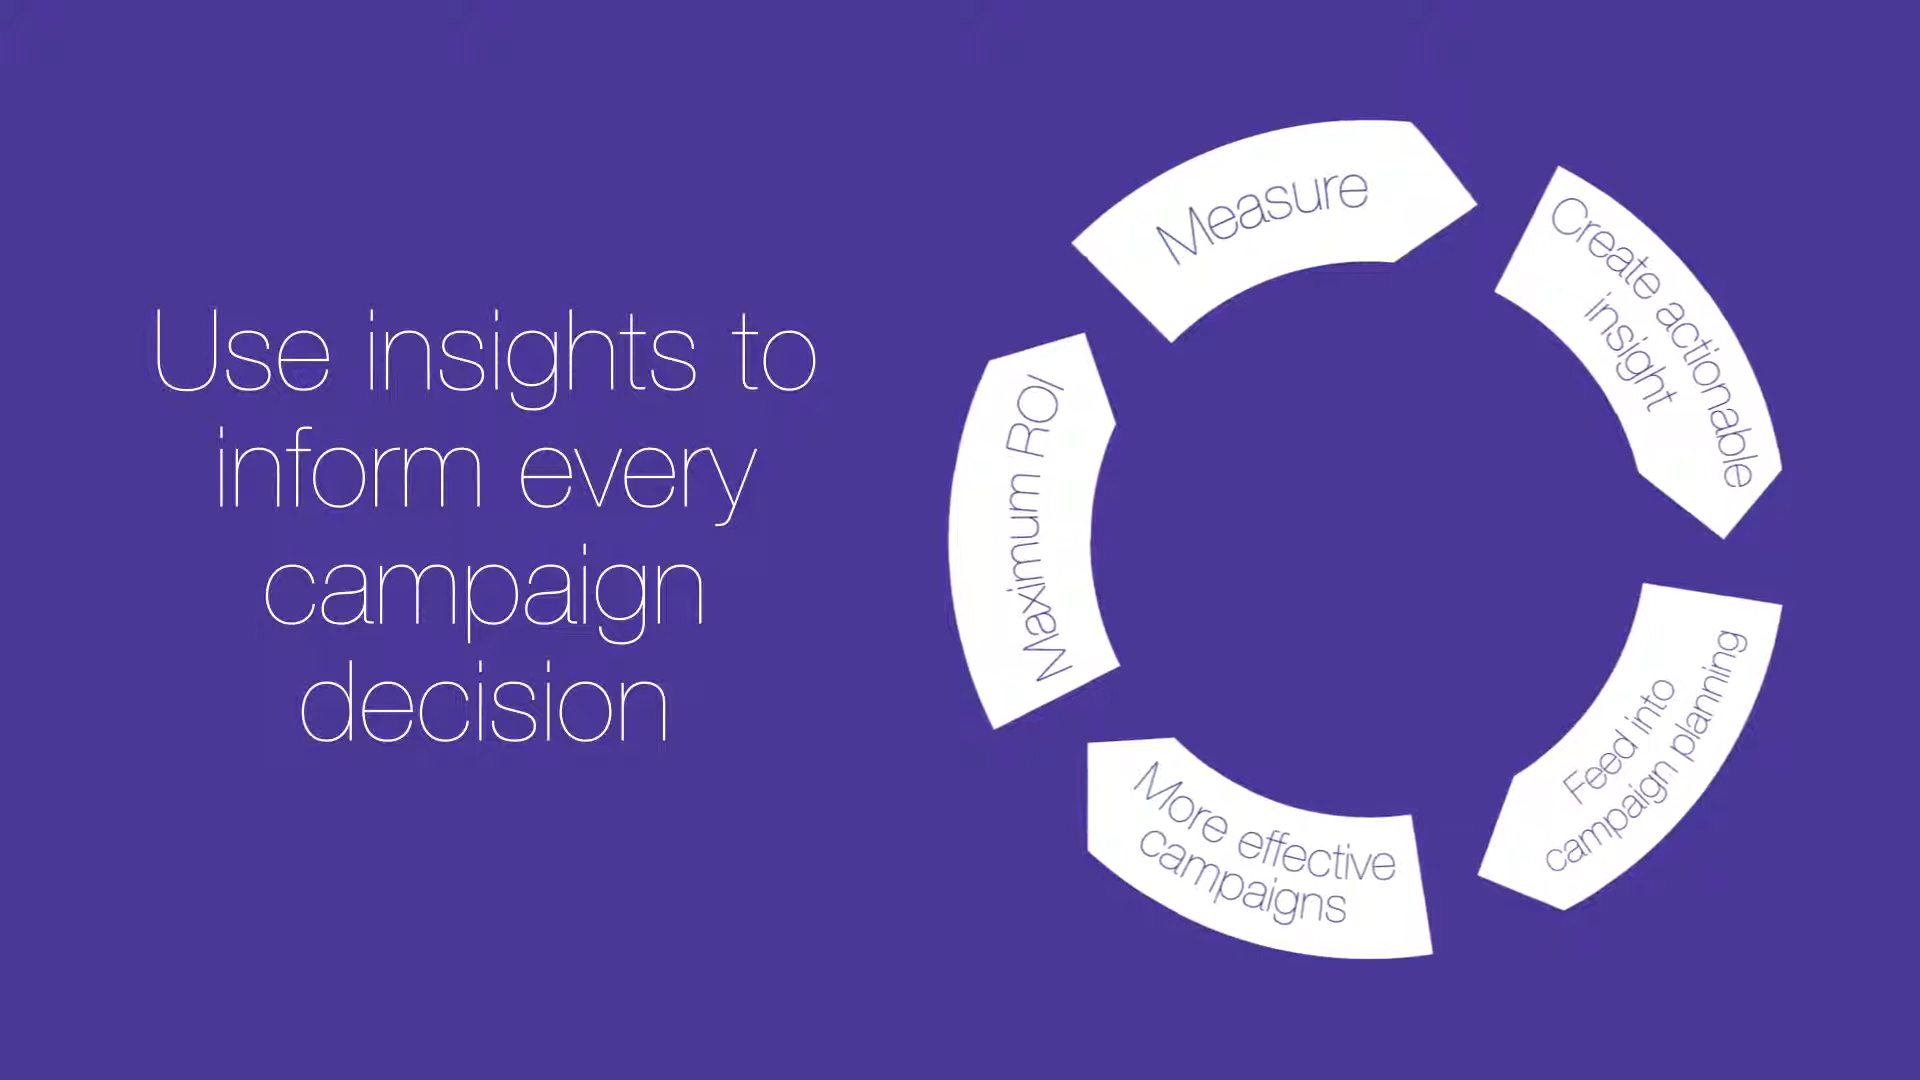 Use insights to
inform every
campaign
decision
Measure
Create actionable
insight
Feed into
campaign planning
More effective
campaigns
Maximum ROI